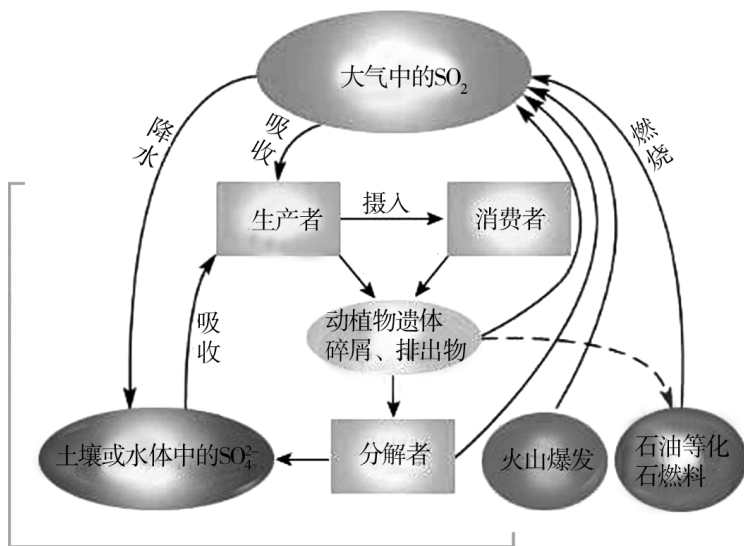 大气中的SO₂
降水
吸收
燃烧
生产者
摄入
消费者
吸收
动植物遗体
碎屑、排出物
土壤或水体中的SO₄²⁻
分解者
火山爆发
石油等化
石燃料